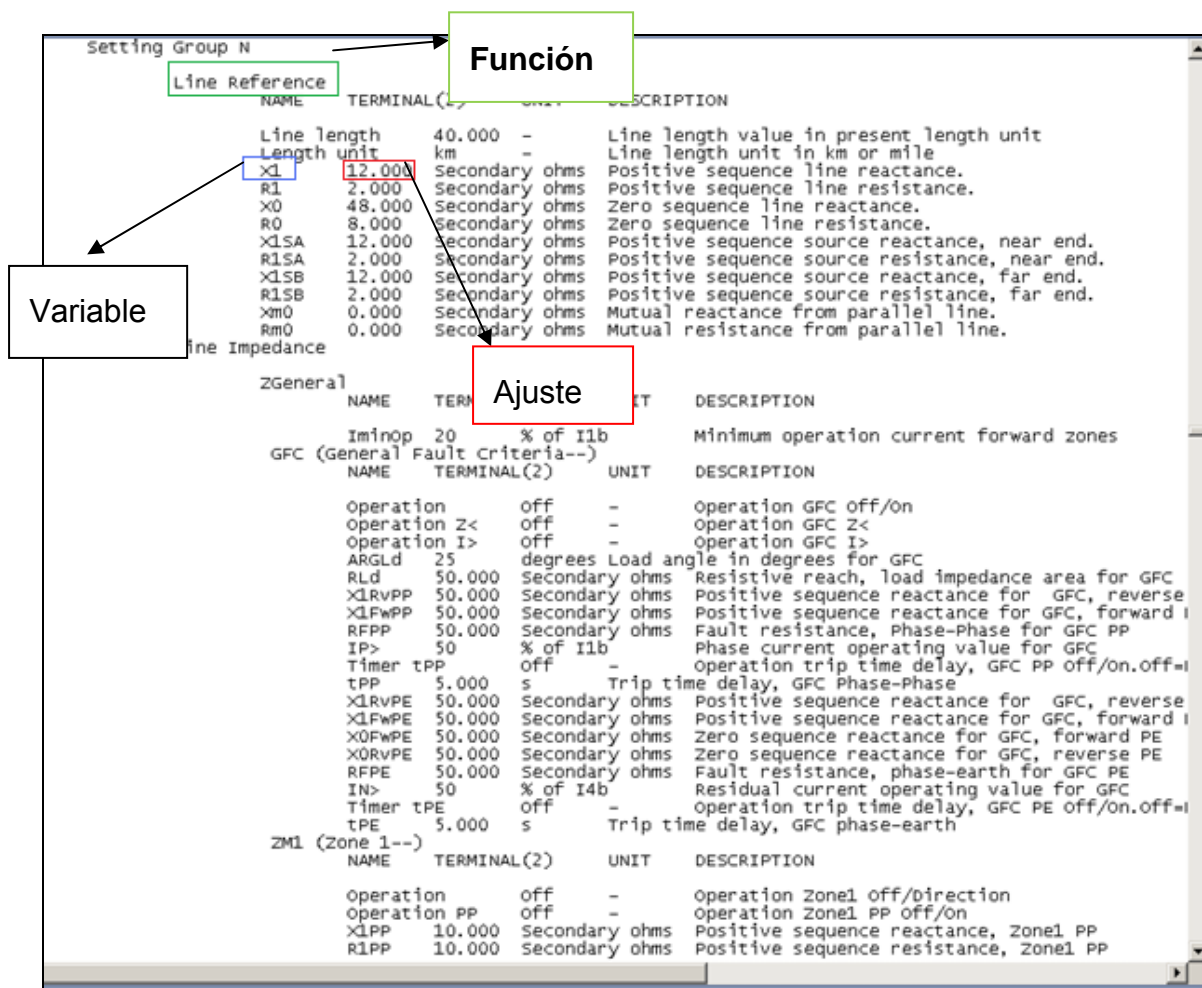 Setting Group N
Función
Line Reference
NAME TERMINAL(2) UNIT DESCRIPTION
Line length 40.000 - Line length value in present length unit
Length unit km - Line length unit in km or mile
X1 12.000 Secondary ohms Positive sequence line reactance.
R1 2.000 Secondary ohms Positive sequence line resistance.
X0 48.000 Secondary ohms Zero sequence line reactance.
R0 8.000 Secondary ohms Zero sequence line resistance.
X1SA 12.000 Secondary ohms Positive sequence source reactance, near end.
R1SA 2.000 Secondary ohms Positive sequence source resistance, near end.
X1SB 12.000 Secondary ohms Positive sequence source reactance, far end.
R1SB 2.000 Secondary ohms Positive sequence source resistance, far end.
Xm0 0.000 Secondary ohms Mutual reactance from parallel line.
Rm0 0.000 Secondary ohms Mutual resistance from parallel line.
Variable
ine Impedance
ZGeneral
Ajuste
NAME TERM IT DESCRIPTION
IminOp 20 % of I1b Minimum operation current forward zones
GFC (General Fault Criteria--)
NAME TERMINAL(2) UNIT DESCRIPTION
Operation Off - Operation GFC Off/On
Operation Z< Off - Operation GFC Z<
Operation I> Off - Operation GFC I>
ARGLd 25 degrees Load angle in degrees for GFC
RLd 50.000 Secondary ohms Resistive reach, load impedance area for GFC
X1RvPP 50.000 Secondary ohms Positive sequence reactance for GFC, reverse
X1FwPP 50.000 Secondary ohms Positive sequence reactance for GFC, forward
RFPP 50.000 Secondary ohms Fault resistance, Phase-Phase for GFC PP
IP> 50 % of I1b Phase current operating value for GFC
Timer tPP Off - Operation trip time delay, GFC PP Off/On.Off=
tPP 5.000 s Trip time delay, GFC Phase-Phase
X1RvPE 50.000 Secondary ohms Positive sequence reactance for GFC, reverse
X1FwPE 50.000 Secondary ohms Positive sequence reactance for GFC, forward
X0FwPE 50.000 Secondary ohms Zero sequence reactance for GFC, forward PE
X0RvPE 50.000 Secondary ohms Zero sequence reactance for GFC, reverse PE
RFPE 50.000 Secondary ohms Fault resistance, phase-earth for GFC PE
IN> 50 % of I4b Residual current operating value for GFC
Timer tPE Off - Operation trip time delay, GFC PE Off/On.Off=
tPE 5.000 s Trip time delay, GFC phase-earth
ZM1 (Zone 1--)
NAME TERMINAL(2) UNIT DESCRIPTION
Operation Off - Operation Zone1 Off/Direction
Operation PP Off - Operation Zone1 PP Off/On
X1PP 10.000 Secondary ohms Positive sequence reactance, Zone1 PP
R1PP 10.000 Secondary ohms Positive sequence resistance, Zone1 PP